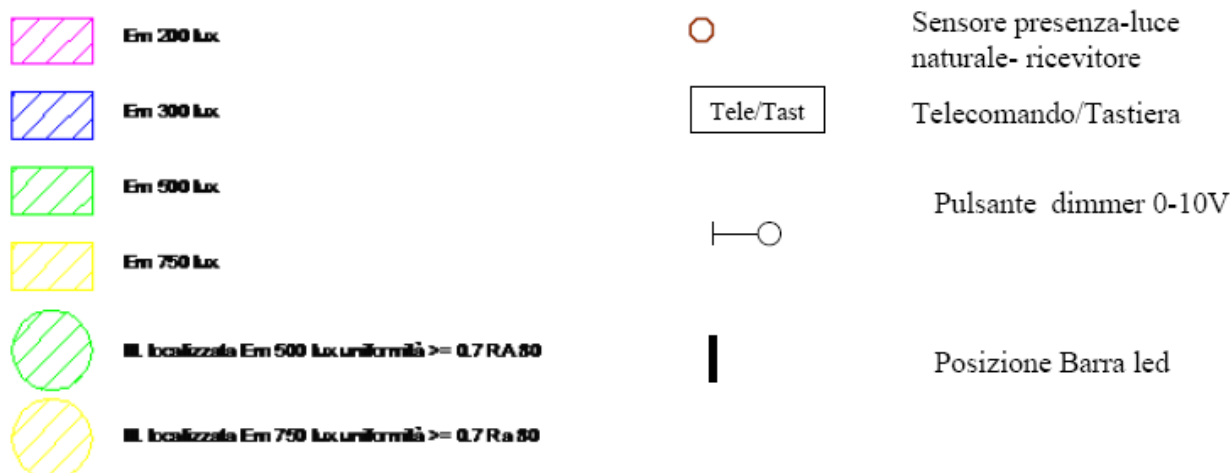 Em 200 lux
Em 300 lux
Em 500 lux
Em 750 lux
Ill. localizzata Em 500 lux uniformità >= 0.7 RA 80
Ill. localizzata Em 750 lux uniformità >= 0.7 Ra 80
Sensore presenza-luce
naturale- ricevitore
Tele/Tast
Telecomando/Tastiera
Pulsante dimmer 0-10V
Posizione Barra led